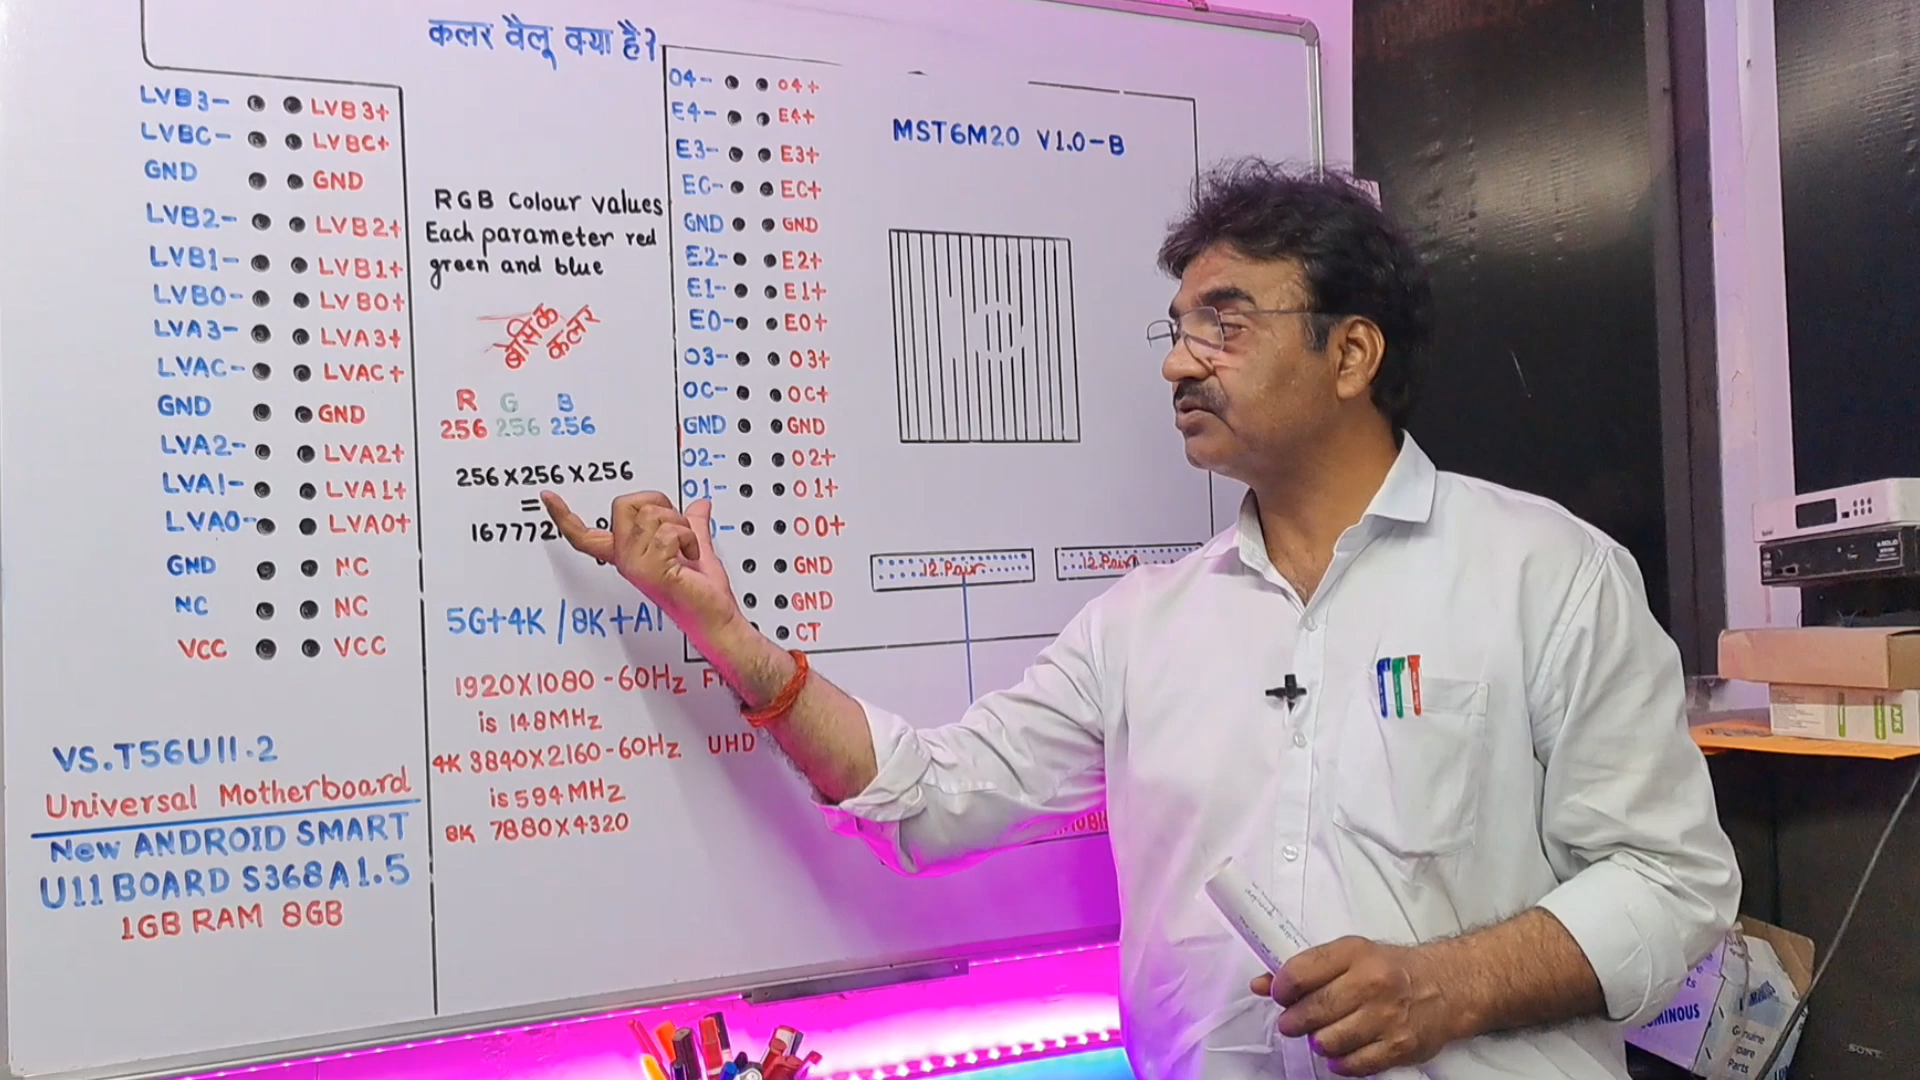 कलर वैलू क्या है?
LVB3- LVB3+
LVBC- LVBC+
GND GND
LVB2- LVB2+
LVB1- LVB1+
LVB0- LVB0+
LVA3- LVA3+
LVAC- LVAC+
GND GND
LVA2- LVA2+
LVA1- LVA1+
LVA0- LVA0+
GND NC
NC NC
VCC VCC
VS.T56U11.2
Universal Motherboard
New ANDROID SMART
U11 BOARD S368A1.5
1GB RAM 8GB
RGB Colour values
Each parameter red
green and blue
बेसिक
कलर
R G B
256 256 256
256X256X256
=
167772
5G+4K/8K+AI
1920X1080-60Hz
is 148MHz
4K 3840X2160-60Hz UHD
is 594MHz
8K 7880X4320
04- 04+
E4- E4+
E3- E3+
EC- EC+
GND GND
E2- E2+
E1- E1+
E0- E0+
03- 03+
OC- OC+
GND GND
02- 02+
01- 01+
00+
GND
GND
CT
MST6M20 V1.0-B
12.Pair
12.Pair
SONY